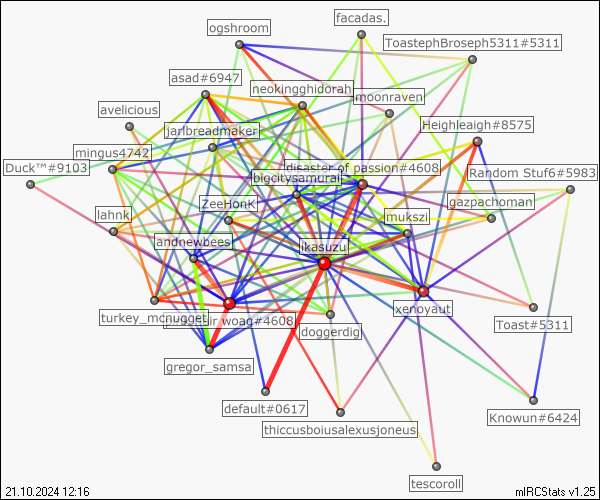 facadas.
ogshroom
ToastephBroseph5311#5311
asad#6947
neokingghidorah
moonraven
avelicious
Heighleaigh#8575
jarlbreadmaker
mingus4742
disaster of passion#4608
Duck™#9103
Random Stuf6#5983
bigcitysamurai
ZeeHonk
gazpachoman
lahnk
mukszi
andnewbees
ikasuzu
xenoyaut
turkey_mcnugget
woag#4608
Toast#5311
doggerdig
gregor_samsa
default#0617
Knowun#6424
thiccusboiusalexusjoneus
tescoroll
21.10.2024 12:16
mIRCStats v1.25